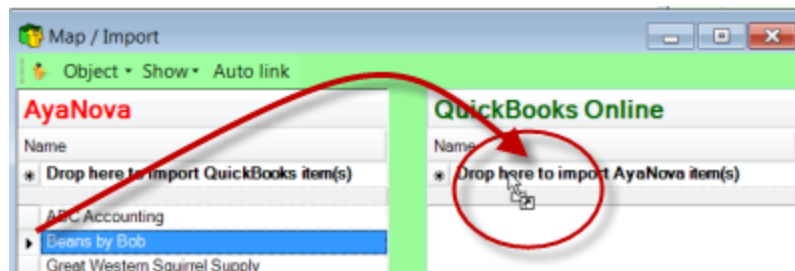 Map / Import
Object Show Auto link
AyaNova
Name
Drop here to import QuickBooks item(s)
ABC Accounting
Beans by Bob
Great Western Squirrel Supply
QuickBooks Online
Name
Drop here to import AyaNova item(s)